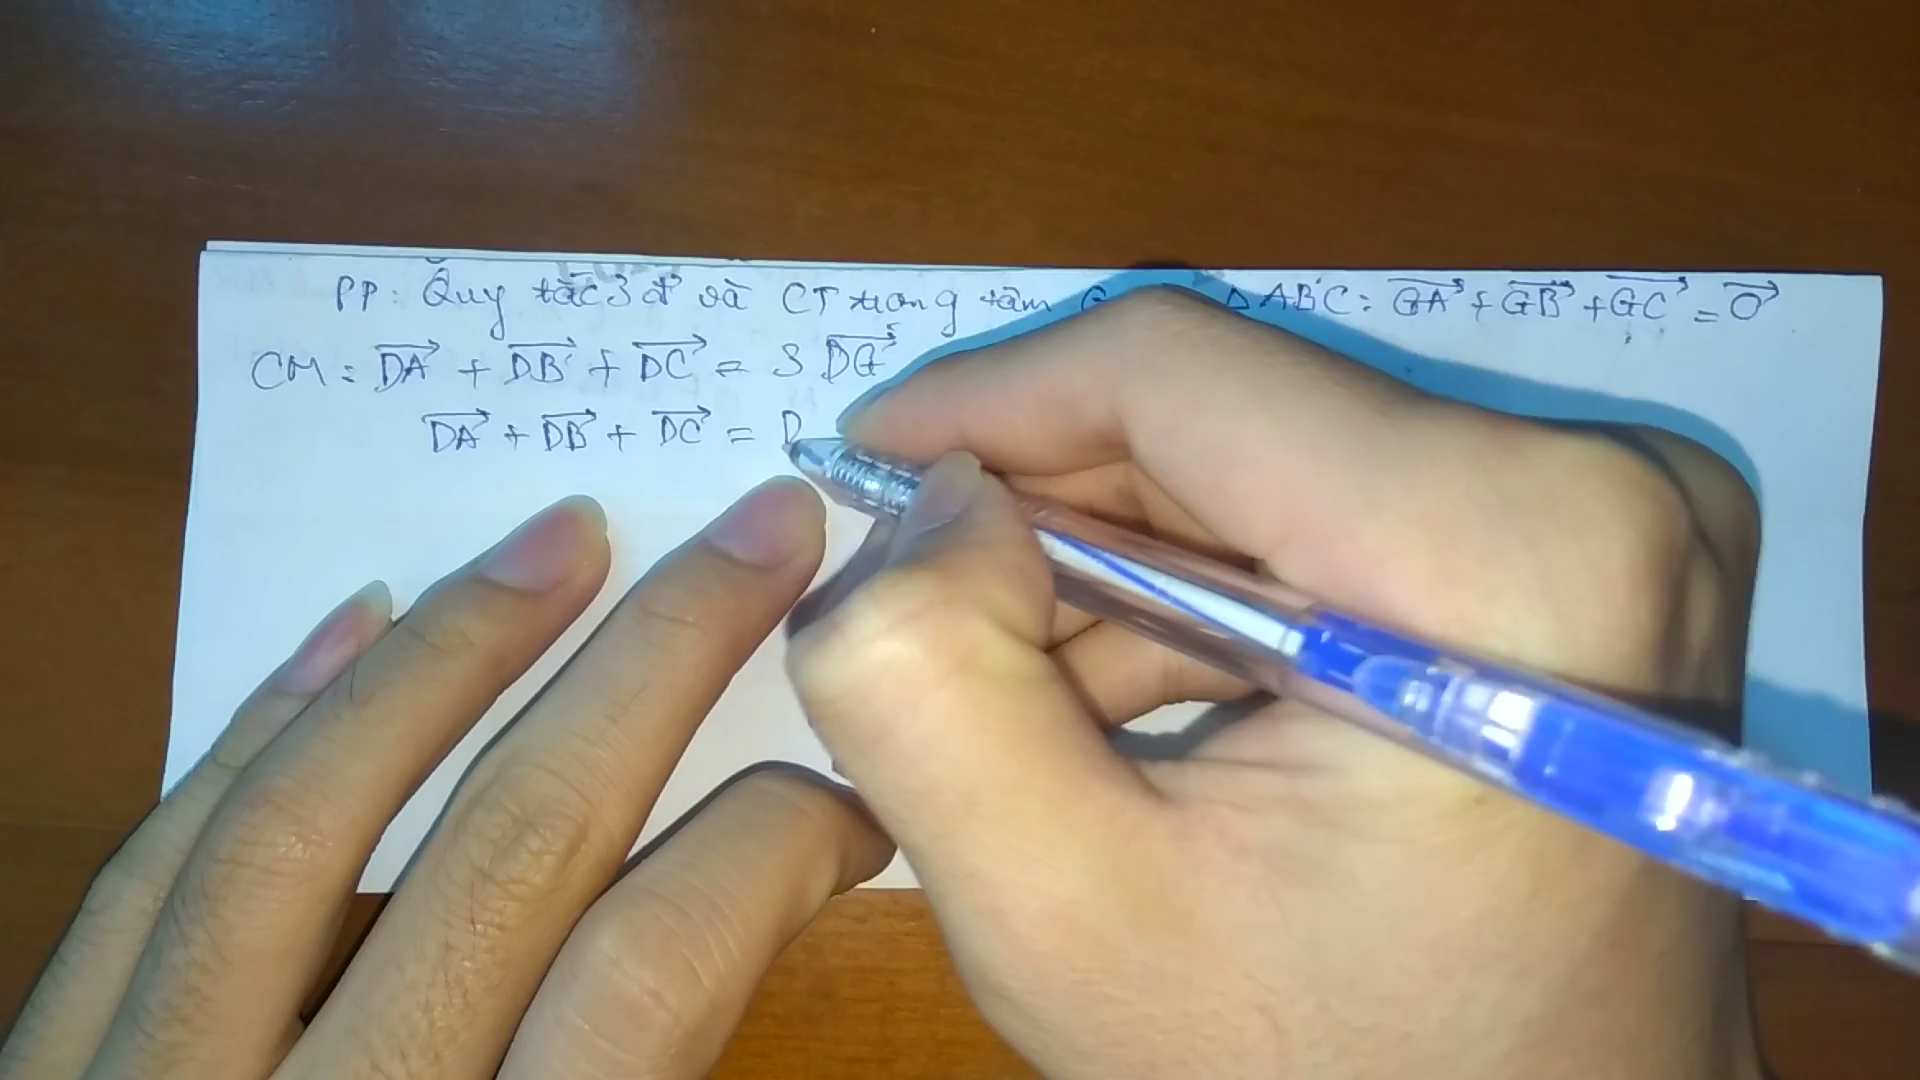 PP: Quy tắc 3 đ và CT trọng tâm G ΔABC: GA⃗ + GB⃗ + GC⃗ = O⃗
CM: DA⃗ + DB⃗ + DC⃗ = 3 DG⃗
DA⃗ + DB⃗ + DC⃗ = D